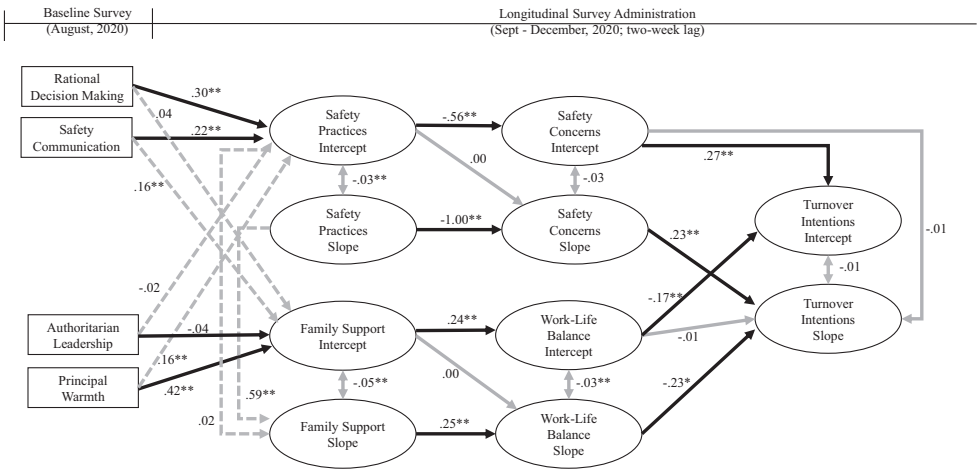 Baseline Survey
(August, 2020)
Longitudinal Survey Administration
(Sept - December, 2020; two-week lag)
Rational
Decision Making
Safety
Communication
Authoritarian
Leadership
Principal
Warmth
.30**
.04
.22**
.16**
-.02
-.04
.16**
.42**
.59**
.02
Safety
Practices
Intercept
-.03**
Safety
Practices
Slope
Family Support
Intercept
-.05**
Family Support
Slope
-.56**
.00
-1.00**
.24**
.00
.25**
Safety
Concerns
Intercept
-.03
Safety
Concerns
Slope
Work-Life
Balance
Intercept
-.03**
Work-Life
Balance
Slope
.27**
.23**
-.17**
-.01
-.23*
Turnover
Intentions
Intercept
-.01
Turnover
Intentions
Slope
-.01